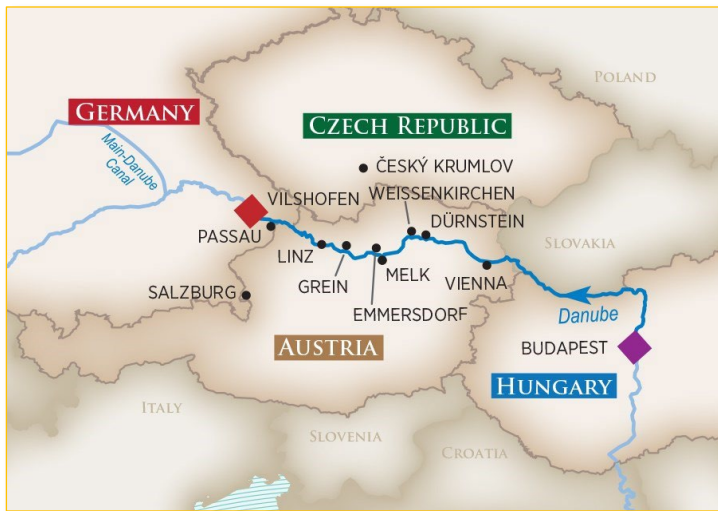 POLAND
GERMANY
CZECH REPUBLIC
Main-Danube
Canal
ČESKÝ KRUMLOV
WEISSENKIRCHEN
VILSHOFEN
DÜRNSTEIN
PASSAU
SLOVAKIA
LINZ
MELK
VIENNA
GREIN
SALZBURG
EMMERSDORF
Danube
AUSTRIA
BUDAPEST
HUNGARY
ITALY
SLOVENIA
CROATIA